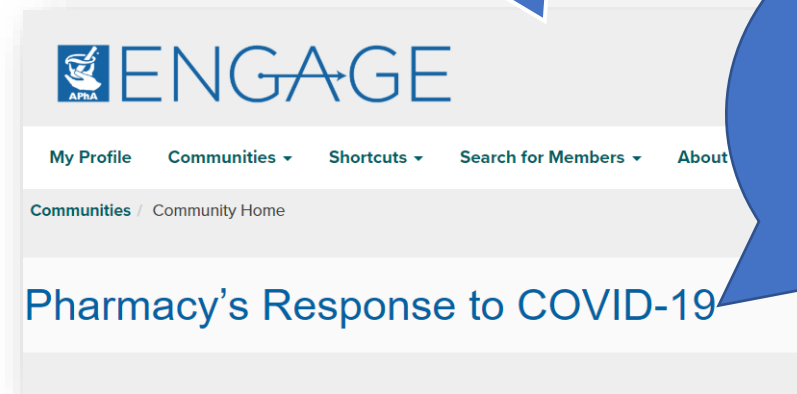 APhA ENGAGE
My Profile Communities Shortcuts Search for Members About
Communities / Community Home
Pharmacy’s Response to COVID-19